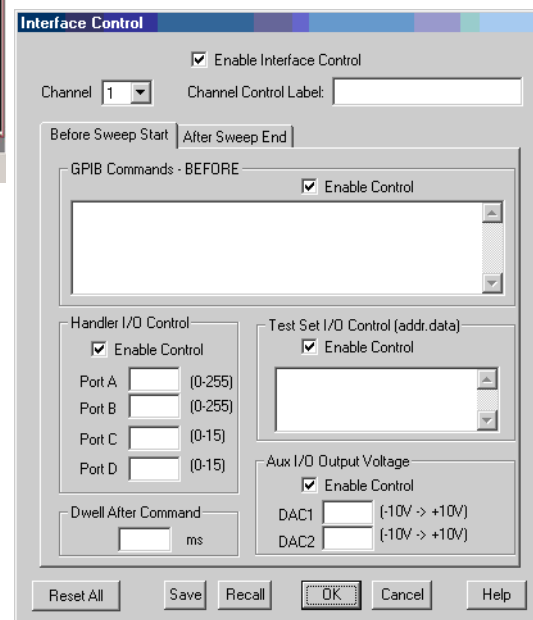 Interface Control
Enable Interface Control
Channel 1 Channel Control Label:
Before Sweep Start After Sweep End
GPIB Commands - BEFORE
Enable Control
Handler I/O Control
Enable Control
Port A (0-255)
Port B (0-255)
Port C (0-15)
Port D (0-15)
Test Set I/O Control (addr.data)
Enable Control
Aux I/O Output Voltage
Enable Control
DAC1 (-10V -> +10V)
DAC2 (-10V -> +10V)
Dwell After Command
ms
Reset All Save Recall OK Cancel Help